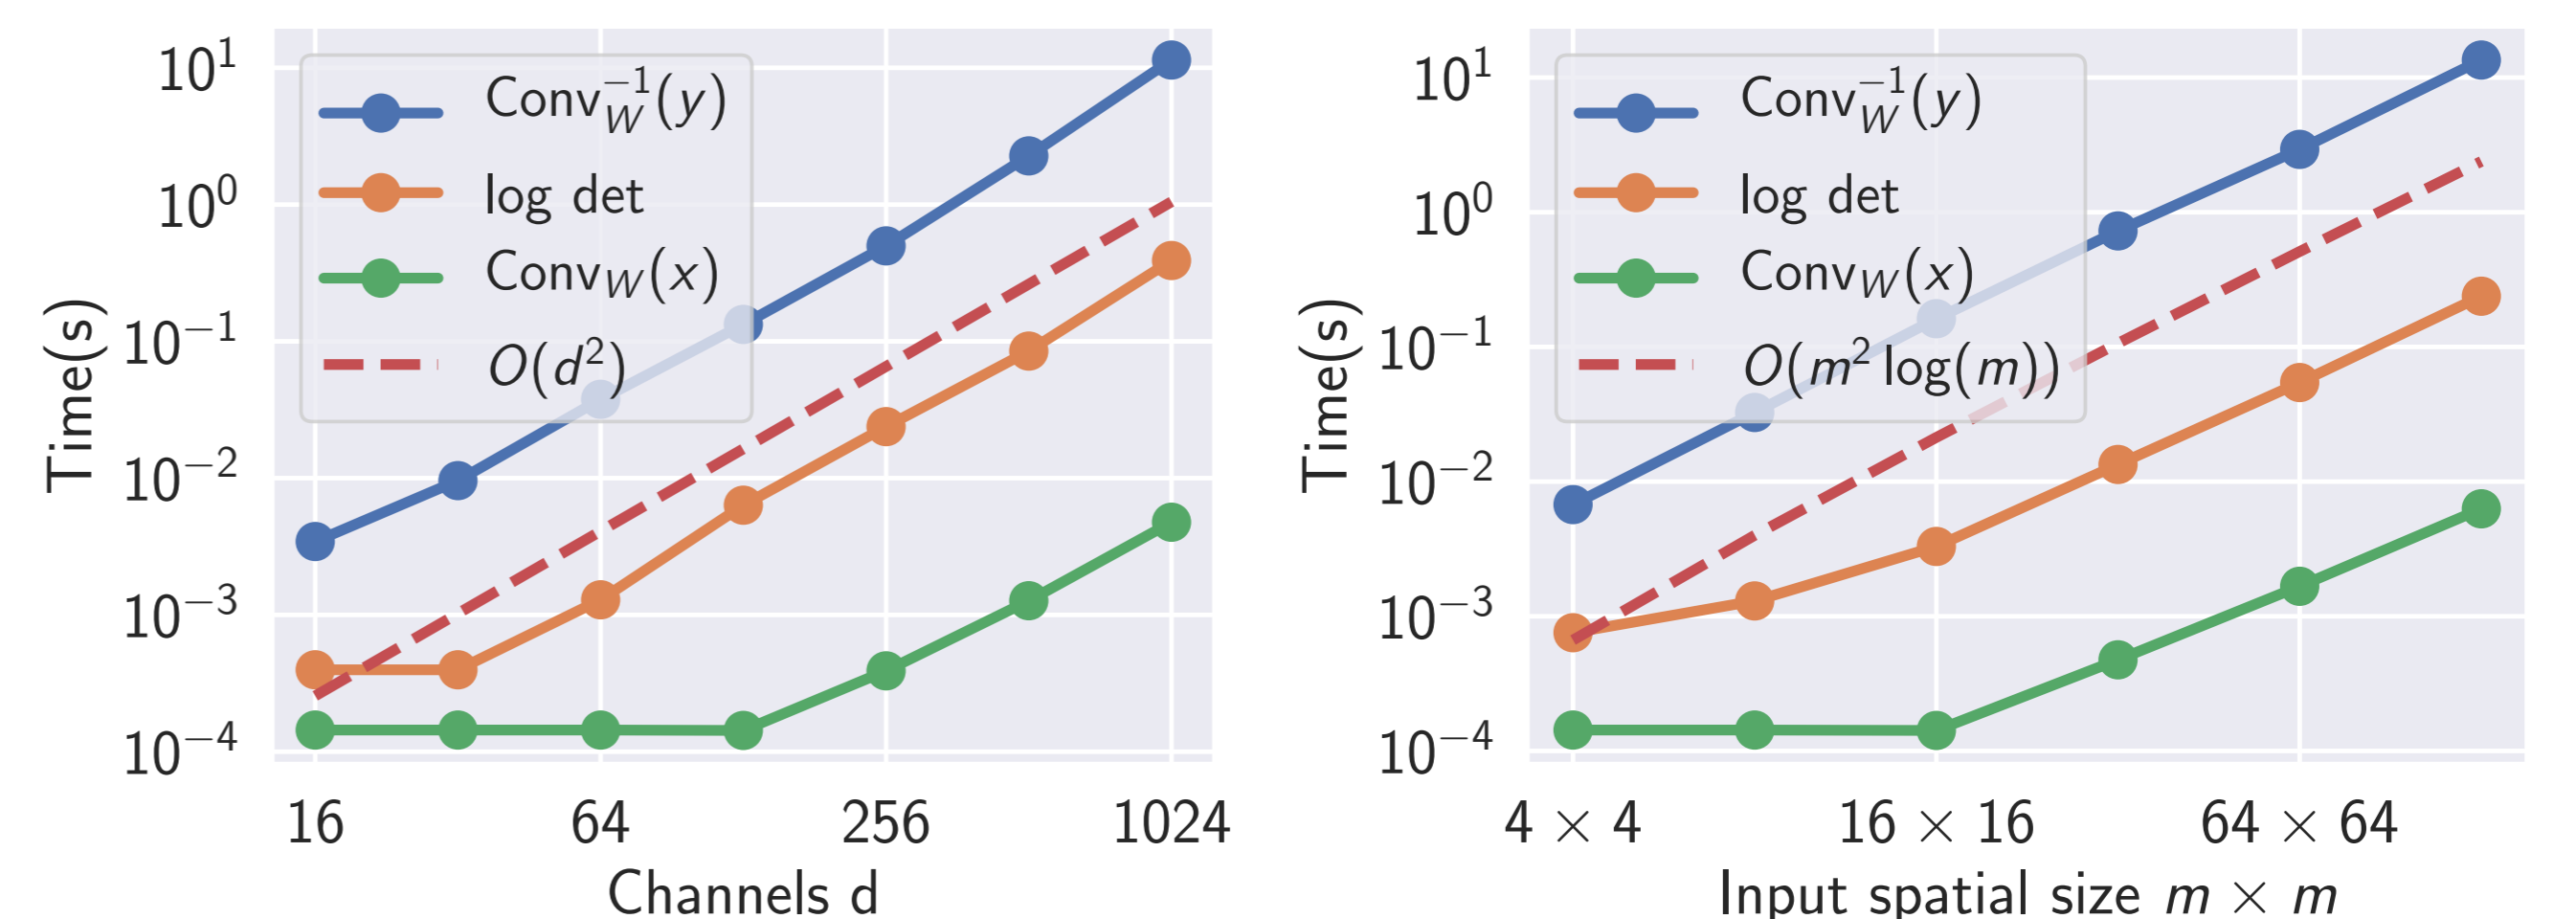 10^1
10^0
10^{-1}
10^{-2}
10^{-3}
10^{-4}
Time(s)
Conv_W^{-1}(y)
log det
Conv_W(x)
O(d^2)
16 64 256 1024
Channels d
10^1
10^0
10^{-1}
10^{-2}
10^{-3}
10^{-4}
Time(s)
Conv_W^{-1}(y)
log det
Conv_W(x)
O(m^2 log(m))
4 × 4 16 × 16 64 × 64
Input spatial size m × m